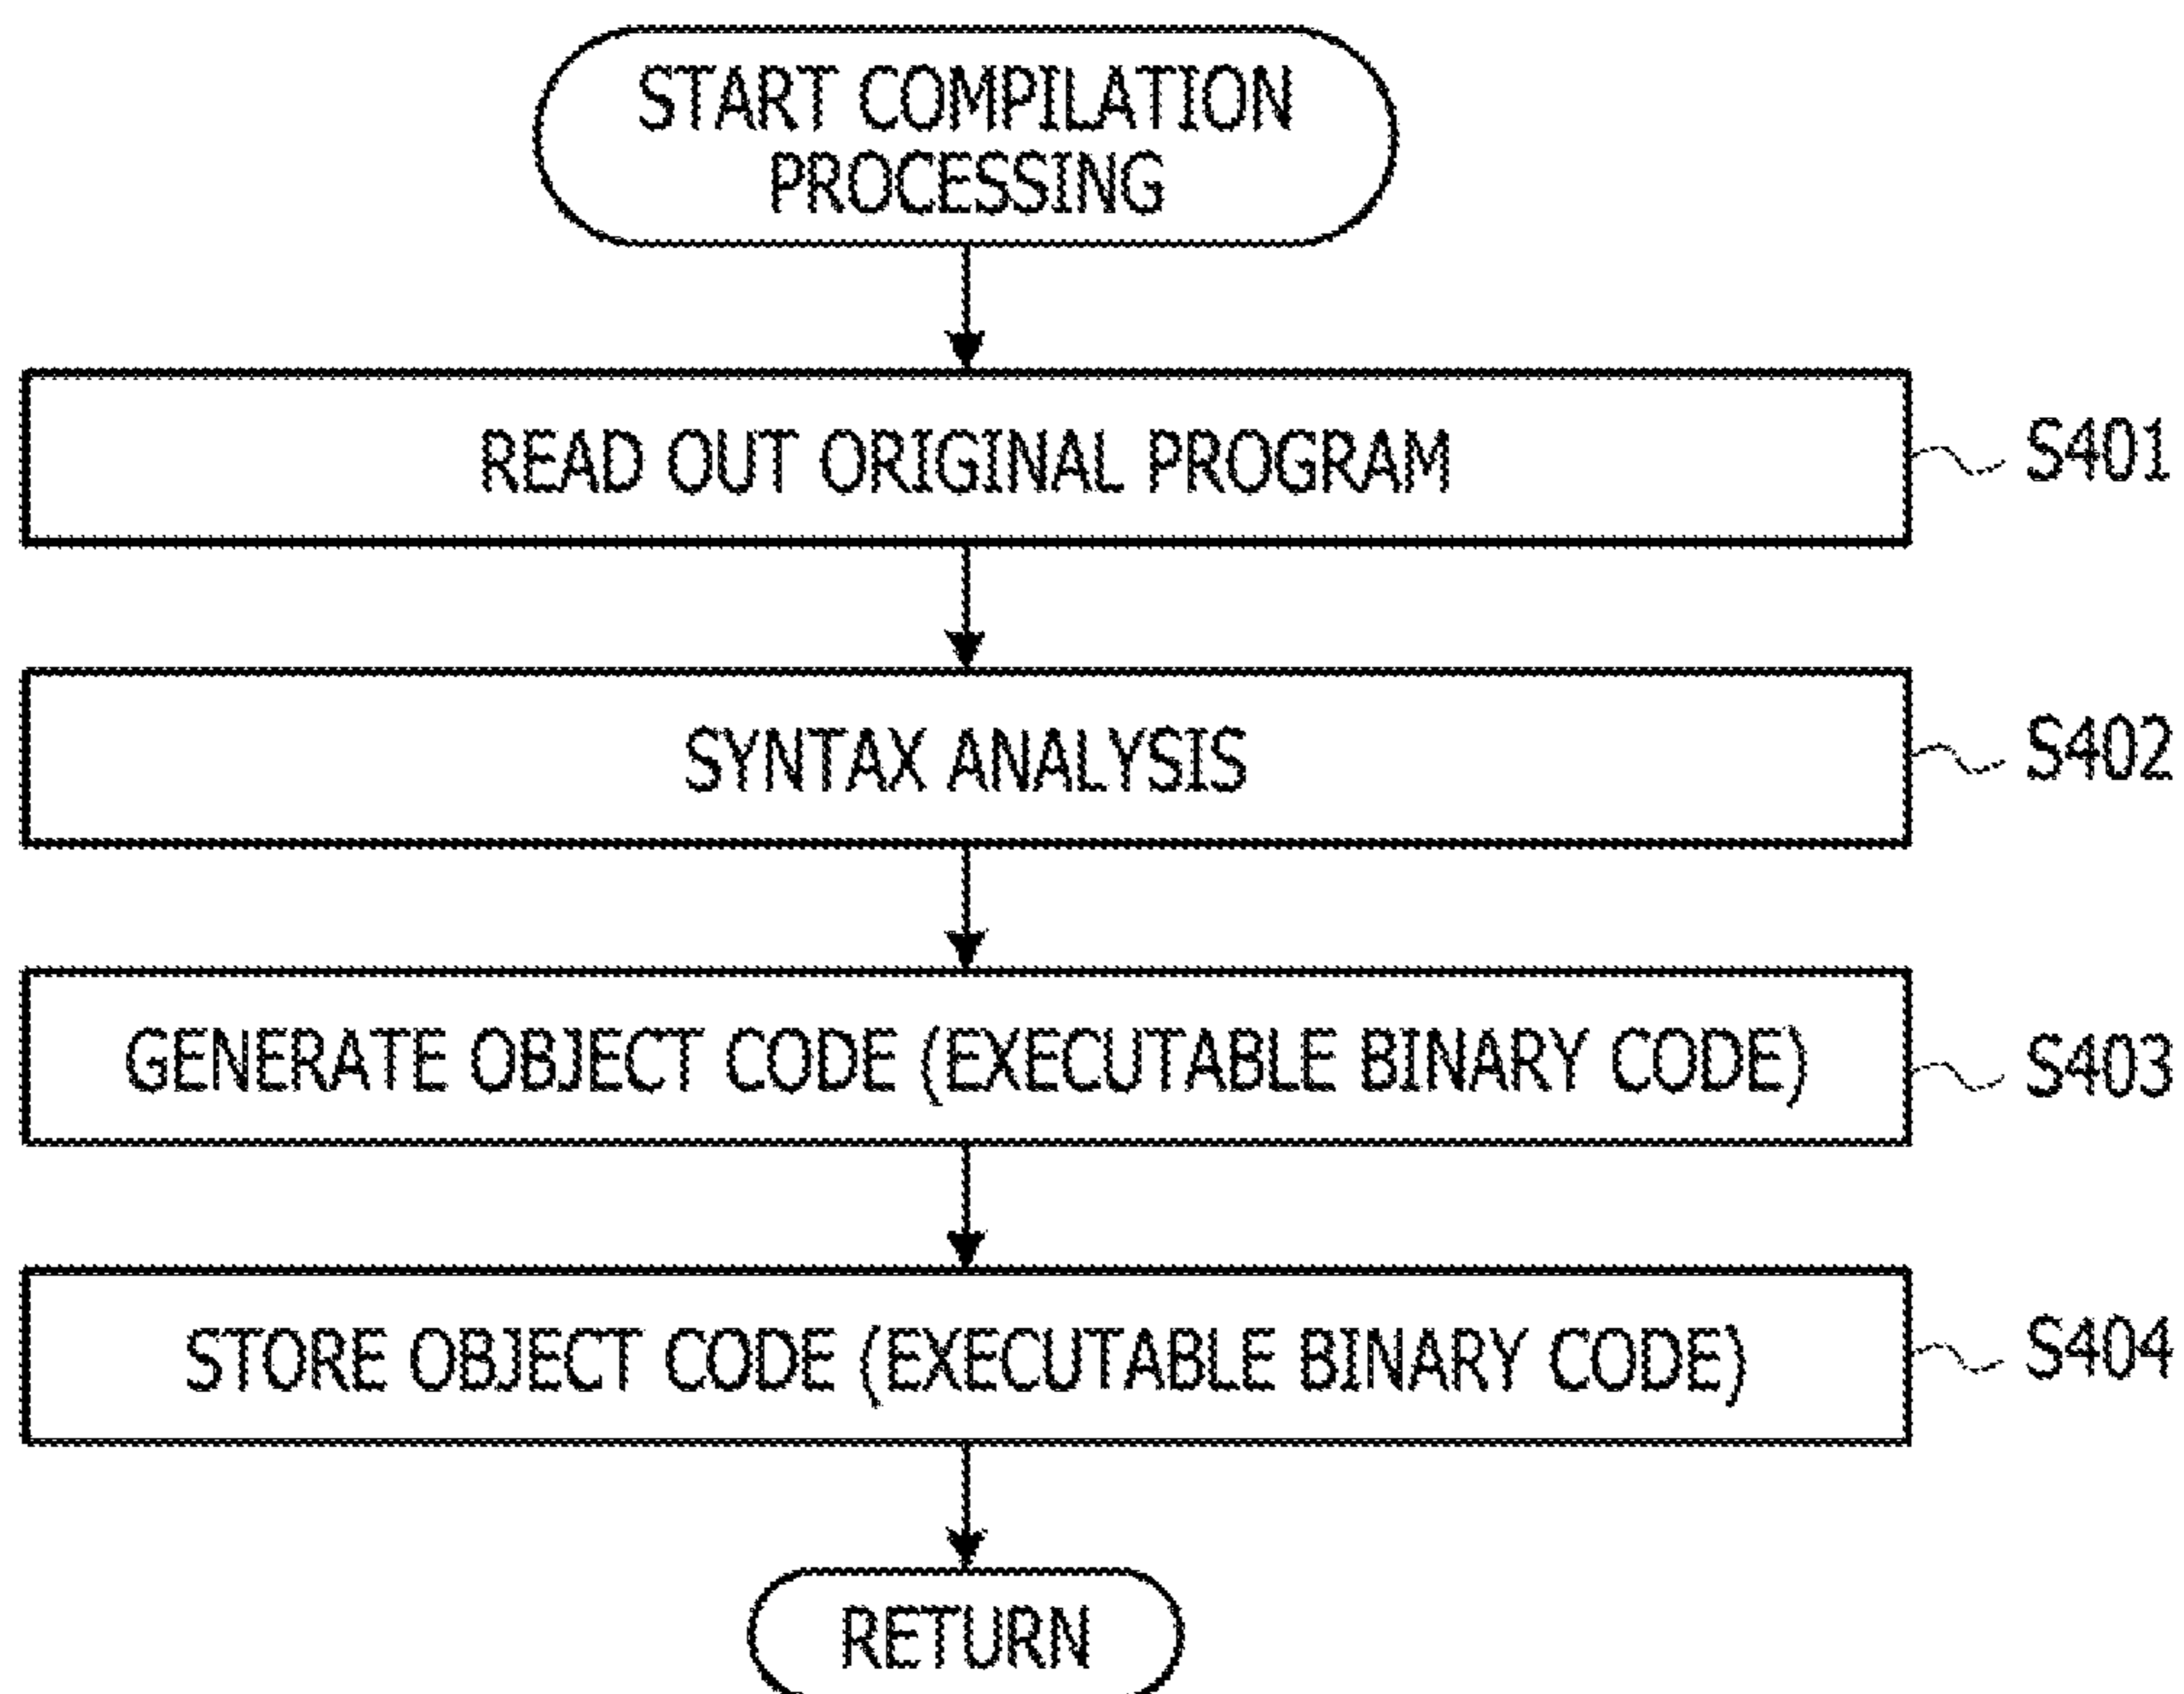 START COMPILATION
PROCESSING
READ OUT ORIGINAL PROGRAM
S401
SYNTAX ANALYSIS
S402
GENERATE OBJECT CODE (EXECUTABLE BINARY CODE)
S403
STORE OBJECT CODE (EXECUTABLE BINARY CODE)
S404
RETURN